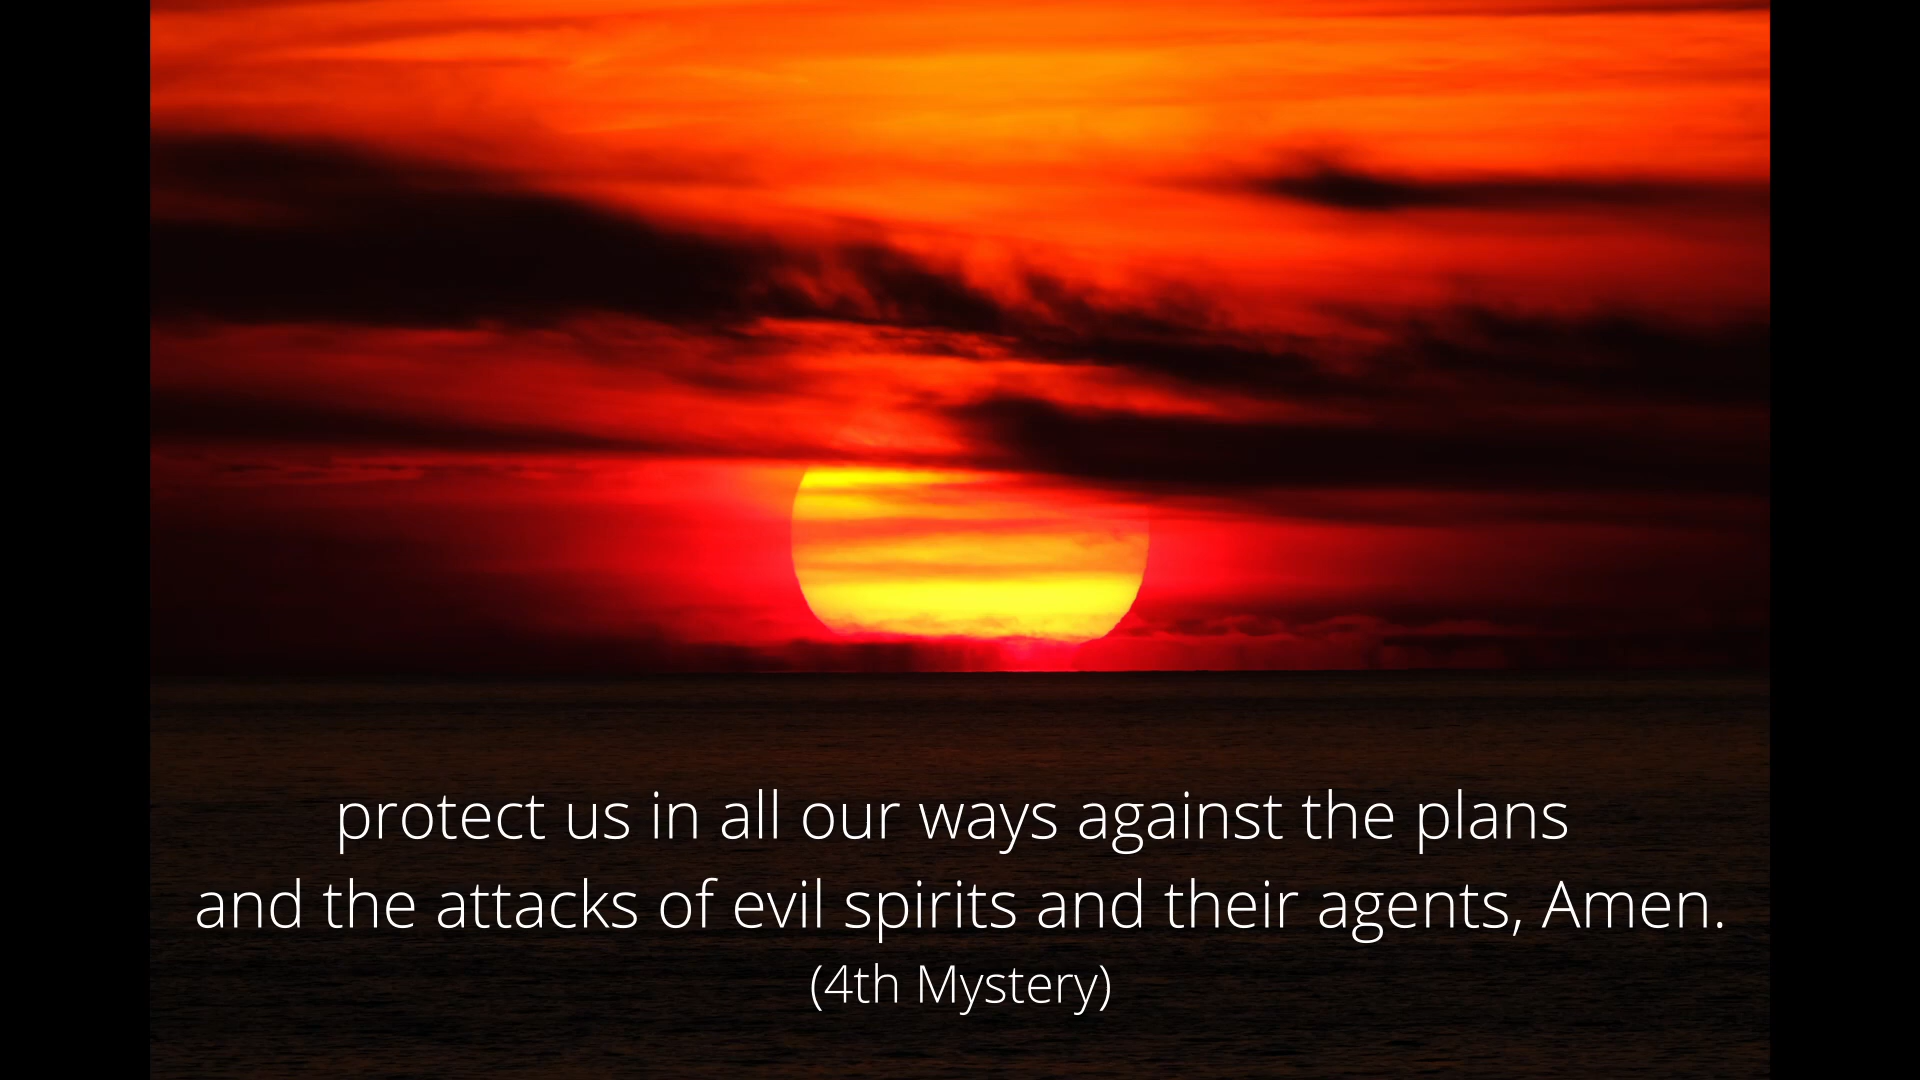 protect us in all our ways against the plans
and the attacks of evil spirits and their agents, Amen.
(4th Mystery)